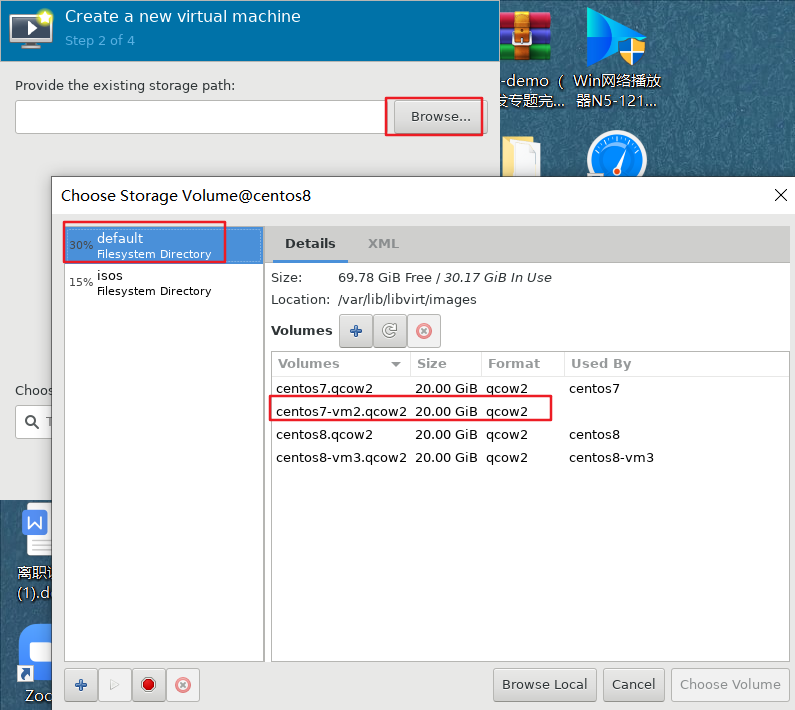 Create a new virtual machine
Step 2 of 4
Provide the existing storage path:
Browse...
-demo（
发专题完...
Win网络播放
器N5-121...
Choose Storage Volume@centos8
30% default
Filesystem Directory
15% isos
Filesystem Directory
Details XML
Size: 69.78 GiB Free / 30.17 GiB In Use
Location: /var/lib/libvirt/images
Volumes
Volumes Size Format Used By
centos7.qcow2 20.00 GiB qcow2 centos7
centos7-vm2.qcow2 20.00 GiB qcow2
centos8.qcow2 20.00 GiB qcow2 centos8
centos8-vm3.qcow2 20.00 GiB qcow2 centos8-vm3
Choos
W
离职
(1).d
Zoo
Browse Local Cancel Choose Volume